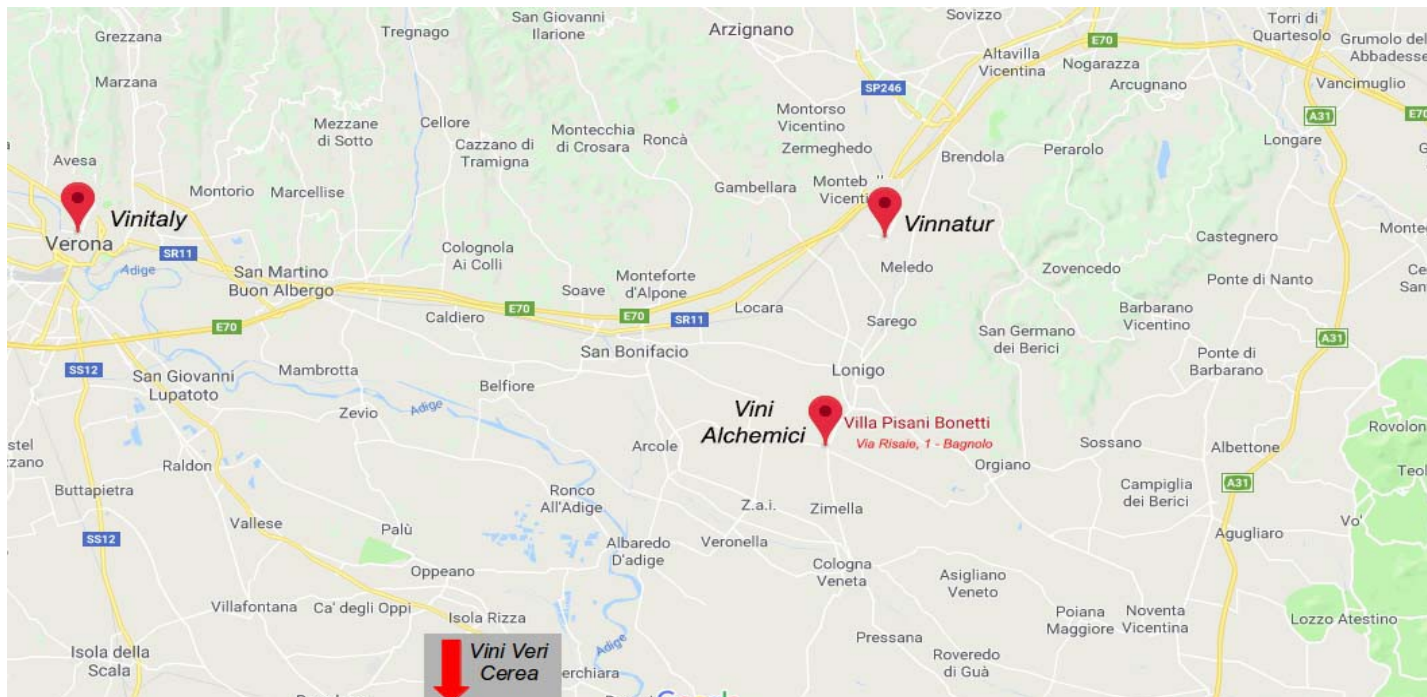 San Giovanni
Ilarione
Sovizzo
Torri di
Quartesolo
Grezzana
Tregnago
Arzignano
E70
Grumolo del
Abbadesse
Altavilla
Vicentina
Nogarazza
Marzana
SP246
Arcugnano
Vancimuglio
Montorso
Vicentino
A31
E70
Mezzane
di Sotto
Cellore
Montecchia
di Crosara
Roncà
Zermeghedo
Longare
Cazzano di
Tramigna
Brendola
Perarolo
Avesa
Montorio
Marcellise
Gambellara
Vinitaly
Vinnatur
Verona
SR11
Colognola
Ai Colli
Castegnero
Adige
San Martino
Buon Albergo
Monteforte
d'Alpone
Meledo
Zovencedo
Ponte di Nanto
Soave
Locara
Barbarano
Vicentino
E70
Caldiero
E70
E70
SR11
Sarego
San Germano
dei Berici
A31
San Bonifacio
Ponte di
Barbarano
SS12
San Giovanni
Lupatoto
Mambrotta
Belfiore
Lonigo
Zevio
Adige
Vini
Alchemici
Villa Pisani Bonetti
Via Risaie, 1 - Bagnolo
Arcole
Sossano
Albettone
Raldon
Orgiano
Buttapietra
Ronco
All'Adige
Campiglia
dei Berici
A31
Z.a.i.
Zimella
Vo'
Vallese
Palù
SS12
Albaredo
D'adige
Veronella
Agugliaro
Oppeano
Cologna
Veneta
Asigliano
Veneto
Villafontana
Ca' degli Oppi
Isola Rizza
Poiana
Maggiore
Noventa
Vicentina
Lozzo Atestino
Pressana
Isola della
Scala
Vini Veri
Cerea
Roveredo
di Guà